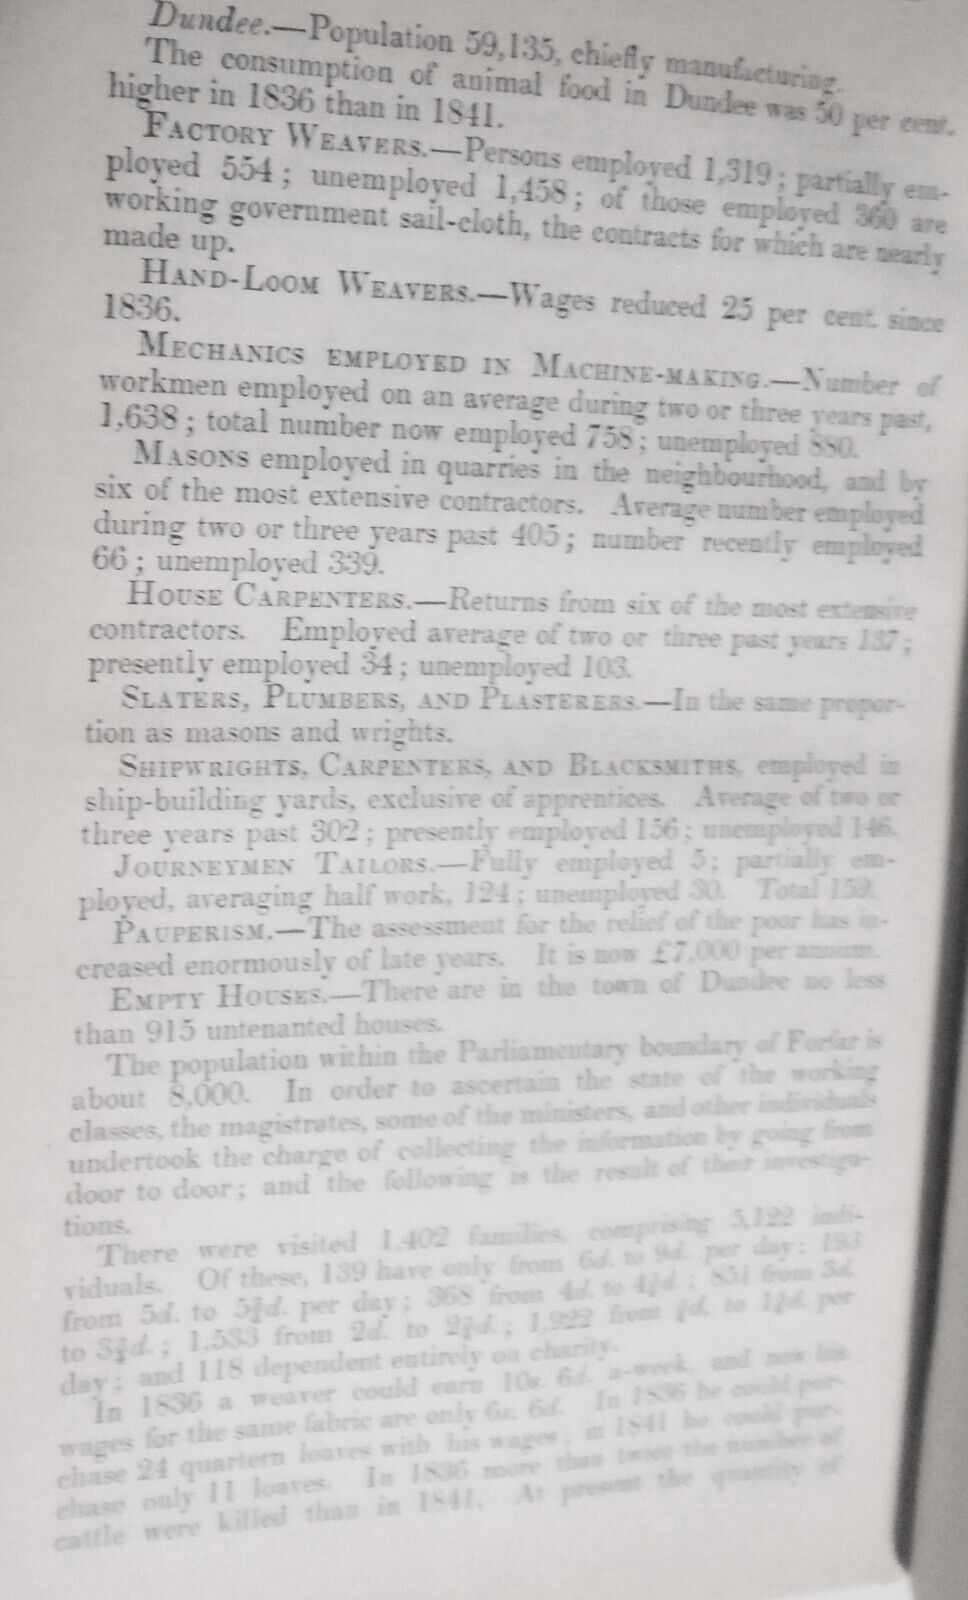 Dundee.—Population 59,135, chiefly manufacturing.
The consumption of animal food in Dundee was 50 per cent.
higher in 1836 than in 1841.
FACTORY WEAVERS.—Persons employed 1,319; partially em-
ployed 554; unemployed 1,458; of those employed 360 are
working government sail-cloth, the contracts for which are nearly
made up.
HAND-LOOM WEAVERS.—Wages reduced 25 per cent. since
1836.
MECHANICS EMPLOYED IN MACHINE-MAKING.—Number of
workmen employed on an average during two or three years past,
1,638; total number now employed 758; unemployed 880.
MASONS employed in quarries in the neighbourhood, and by
six of the most extensive contractors. Average number employed
during two or three years past 405; number recently employed
66; unemployed 339.
HOUSE CARPENTERS.—Returns from six of the most extensive
contractors. Employed average of two or three past years 137;
presently employed 34; unemployed 103.
SLATERS, PLUMBERS, AND PLASTERERS.—In the same propor-
tion as masons and wrights.
SHIPWRIGHTS, CARPENTERS, AND BLACKSMITHS, employed in
ship-building yards, exclusive of apprentices. Average of two or
three years past 302; presently employed 156; unemployed 146.
JOURNEYMEN TAILORS.—Fully employed 5; partially em-
ployed, averaging half work, 124; unemployed 30. Total 159.
PAUPERISM.—The assessment for the relief of the poor has in-
creased enormously of late years. It is now £7,000 per annum.
EMPTY HOUSES.—There are in the town of Dundee no less
than 915 untenanted houses.
The population within the Parliamentary boundary of Forfar is
about 8,000. In order to ascertain the state of the working
classes, the magistrates, some of the ministers, and other individuals
undertook the charge of collecting the information by going from
door to door; and the following is the result of their investiga-
tions.
There were visited 1,402 families, comprising 5,122 indi-
viduals. Of these, 139 have only from 6d. to 9d. per day; 193
from 5d. to 5¾d. per day; 368 from 4d. to 4¾d.; 851 from 3d.
to 3¾d.; 1,533 from 2d. to 2¾d.; 1,922 from to per
day; and 118 dependent entirely on charity.
In 1836 a weaver could earn 10s. 6d. a-week, and now his
wages for the same fabric are only 6s. 6d. In 1836 he could pur-
chase 24 quartern loaves with his wages; in 1841 he could pur-
chase only 11 loaves. In 1836 more than twice the number of
cattle were killed than in 1841. At present the quantity of